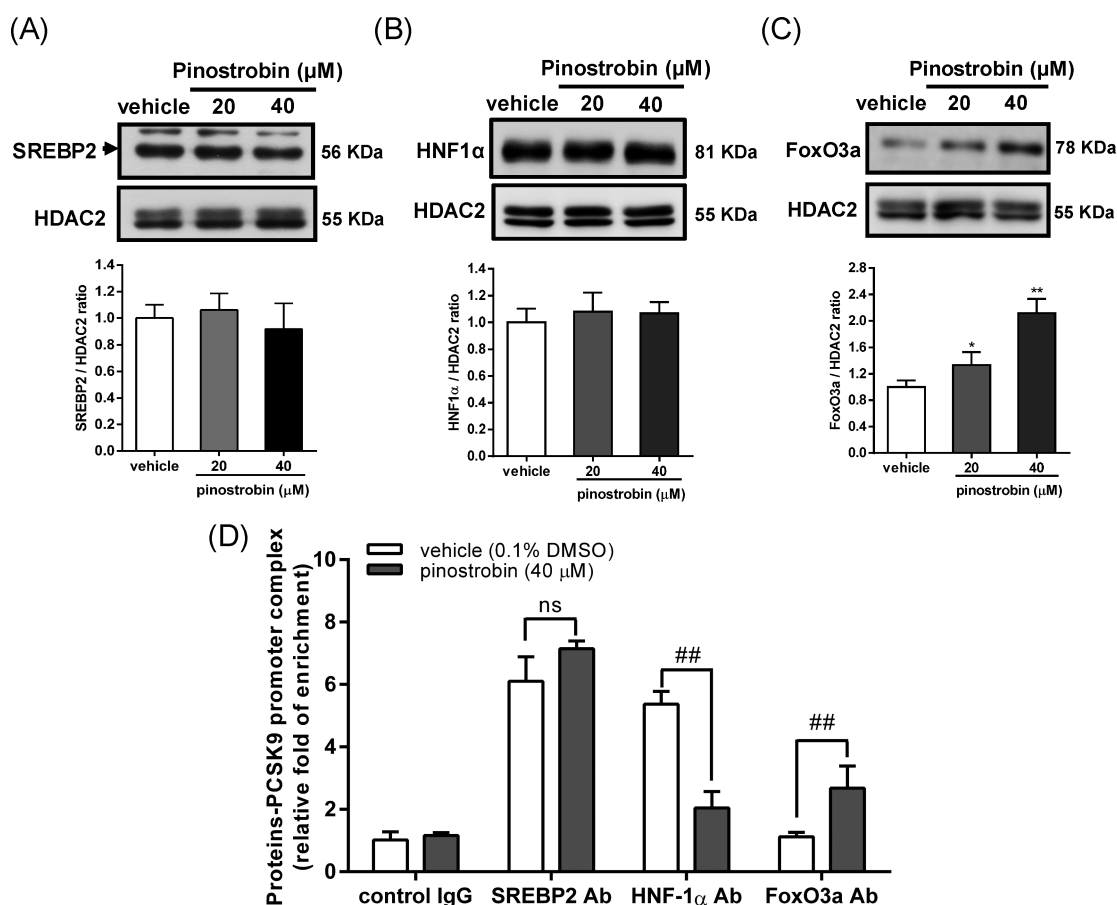 (A)
Pinostrobin (µM)
vehicle 20 40
SREBP2 56 KDa
HDAC2 55 KDa
SREBP2 / HDAC2 ratio
1.4
1.2
1.0
0.8
0.6
0.4
0.2
0.0
vehicle 20 40
pinostrobin (µM)
(B)
Pinostrobin (µM)
vehicle 20 40
HNF1α 81 KDa
HDAC2 55 KDa
HNF1α / HDAC2 ratio
1.4
1.2
1.0
0.8
0.6
0.4
0.2
0.0
vehicle 20 40
pinostrobin (µM)
(C)
Pinostrobin (µM)
vehicle 20 40
FoxO3a 78 KDa
HDAC2 55 KDa
FoxO3a / HDAC2 ratio
2.8
2.4
2.0
1.6
1.2
0.8
0.4
0.0
*
**
vehicle 20 40
pinostrobin (µM)
(D)
Proteins-PCSK9 promoter complex
(relative fold of enrichment)
10
8
6
4
2
0
vehicle (0.1% DMSO)
pinostrobin (40 µM)
ns
##
##
control IgG SREBP2 Ab HNF-1α Ab FoxO3a Ab